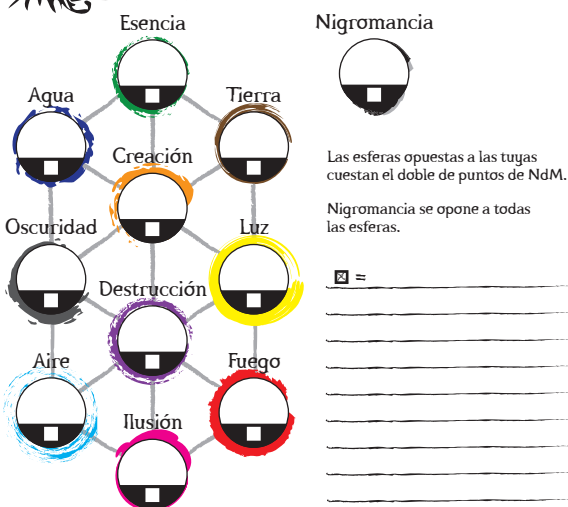 Esencia
Nigromancia
Agua
Tierra
Creación
Las esferas opuestas a las tuyas
cuestan el doble de puntos de NdM.
Nigromancia se opone a todas
las esferas.
Oscuridad
Luz
=
Destrucción
Aire
Fuego
Ilusión